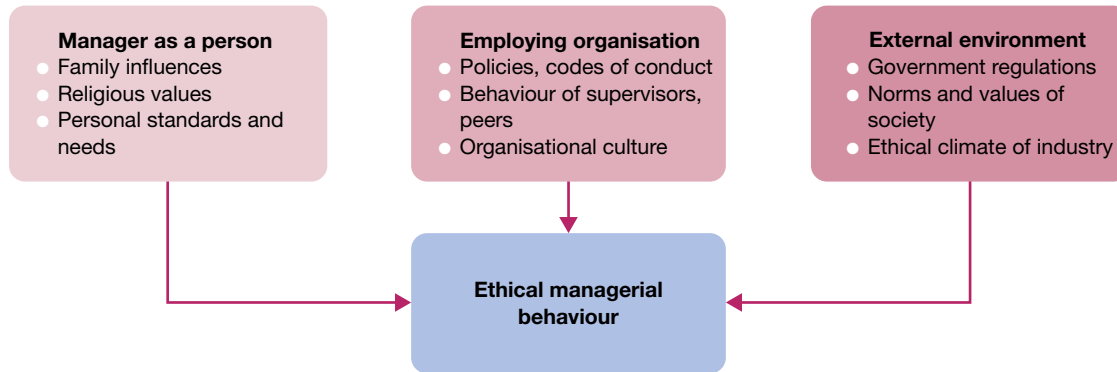 Manager as a person
Family influences
Religious values
Personal standards and
needs
Employing organisation
Policies, codes of conduct
Behaviour of supervisors,
peers
Organisational culture
External environment
Government regulations
Norms and values of
society
Ethical climate of industry
Ethical managerial
behaviour